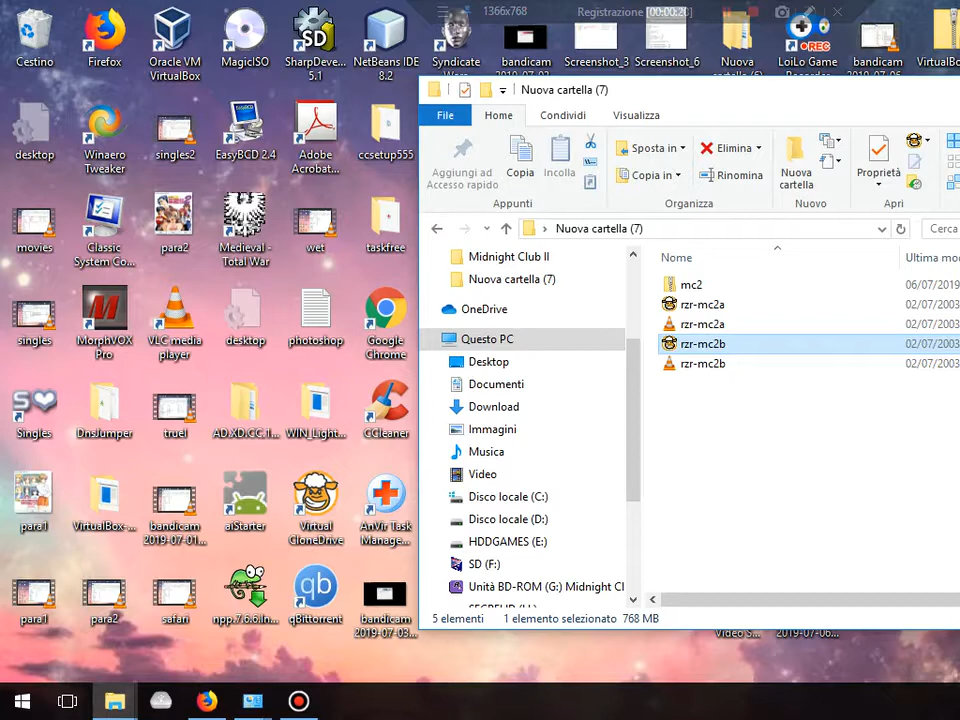 1366x768
Registrazione [00:00:20]
Cestino
Firefox
Oracle VM
VirtualBox
MagicISO
SharpDeve...
5.1
NetBeans IDE
8.2
Syndicate
Wars
bandicam
Screenshot_3
Screenshot_6
Nuova
cartella (6)
LoiLo Game
Recorder
bandicam
VirtualBo
desktop
Winaero
Tweaker
singles2
EasyBCD 2.4
Adobe
Acrobat...
ccsetup555
movies
Classic
System Co...
para2
Medieval -
Total War
wet
taskfree
singles
MorphVOX
Pro
VLC media
player
desktop
photoshop
Google
Chrome
Singles
DnsJumper
true1
AD.XD.CC.1...
WIN_Light...
CCleaner
para1
VirtualBox-...
bandicam
2019-07-01...
aiStarter
Virtual
CloneDrive
AnVir Task
Manage...
para1
para2
safari
npp.7.6.6.In...
qBittorrent
bandicam
2019-07-03...
Video S...
2019-07-06...
Nuova cartella (7)
File
Home
Condividi
Visualizza
Aggiungi ad
Accesso rapido
Copia
Incolla
Appunti
Sposta in
Copia in
Elimina
Rinomina
Organizza
Nuova
cartella
Nuovo
Proprietà
Apri
Nuova cartella (7)
Cerca
Midnight Club II
Nuova cartella (7)
OneDrive
Questo PC
Desktop
Documenti
Download
Immagini
Musica
Video
Disco locale (C:)
Disco locale (D:)
HDDGAMES (E:)
SD (F:)
Unità BD-ROM (G:) Midnight Cl
Nome
Ultima mo
mc2
06/07/2019
rzr-mc2a
02/07/2003
rzr-mc2a
02/07/2003
rzr-mc2b
02/07/2003
rzr-mc2b
02/07/2003
5 elementi
1 elemento selezionato 768 MB